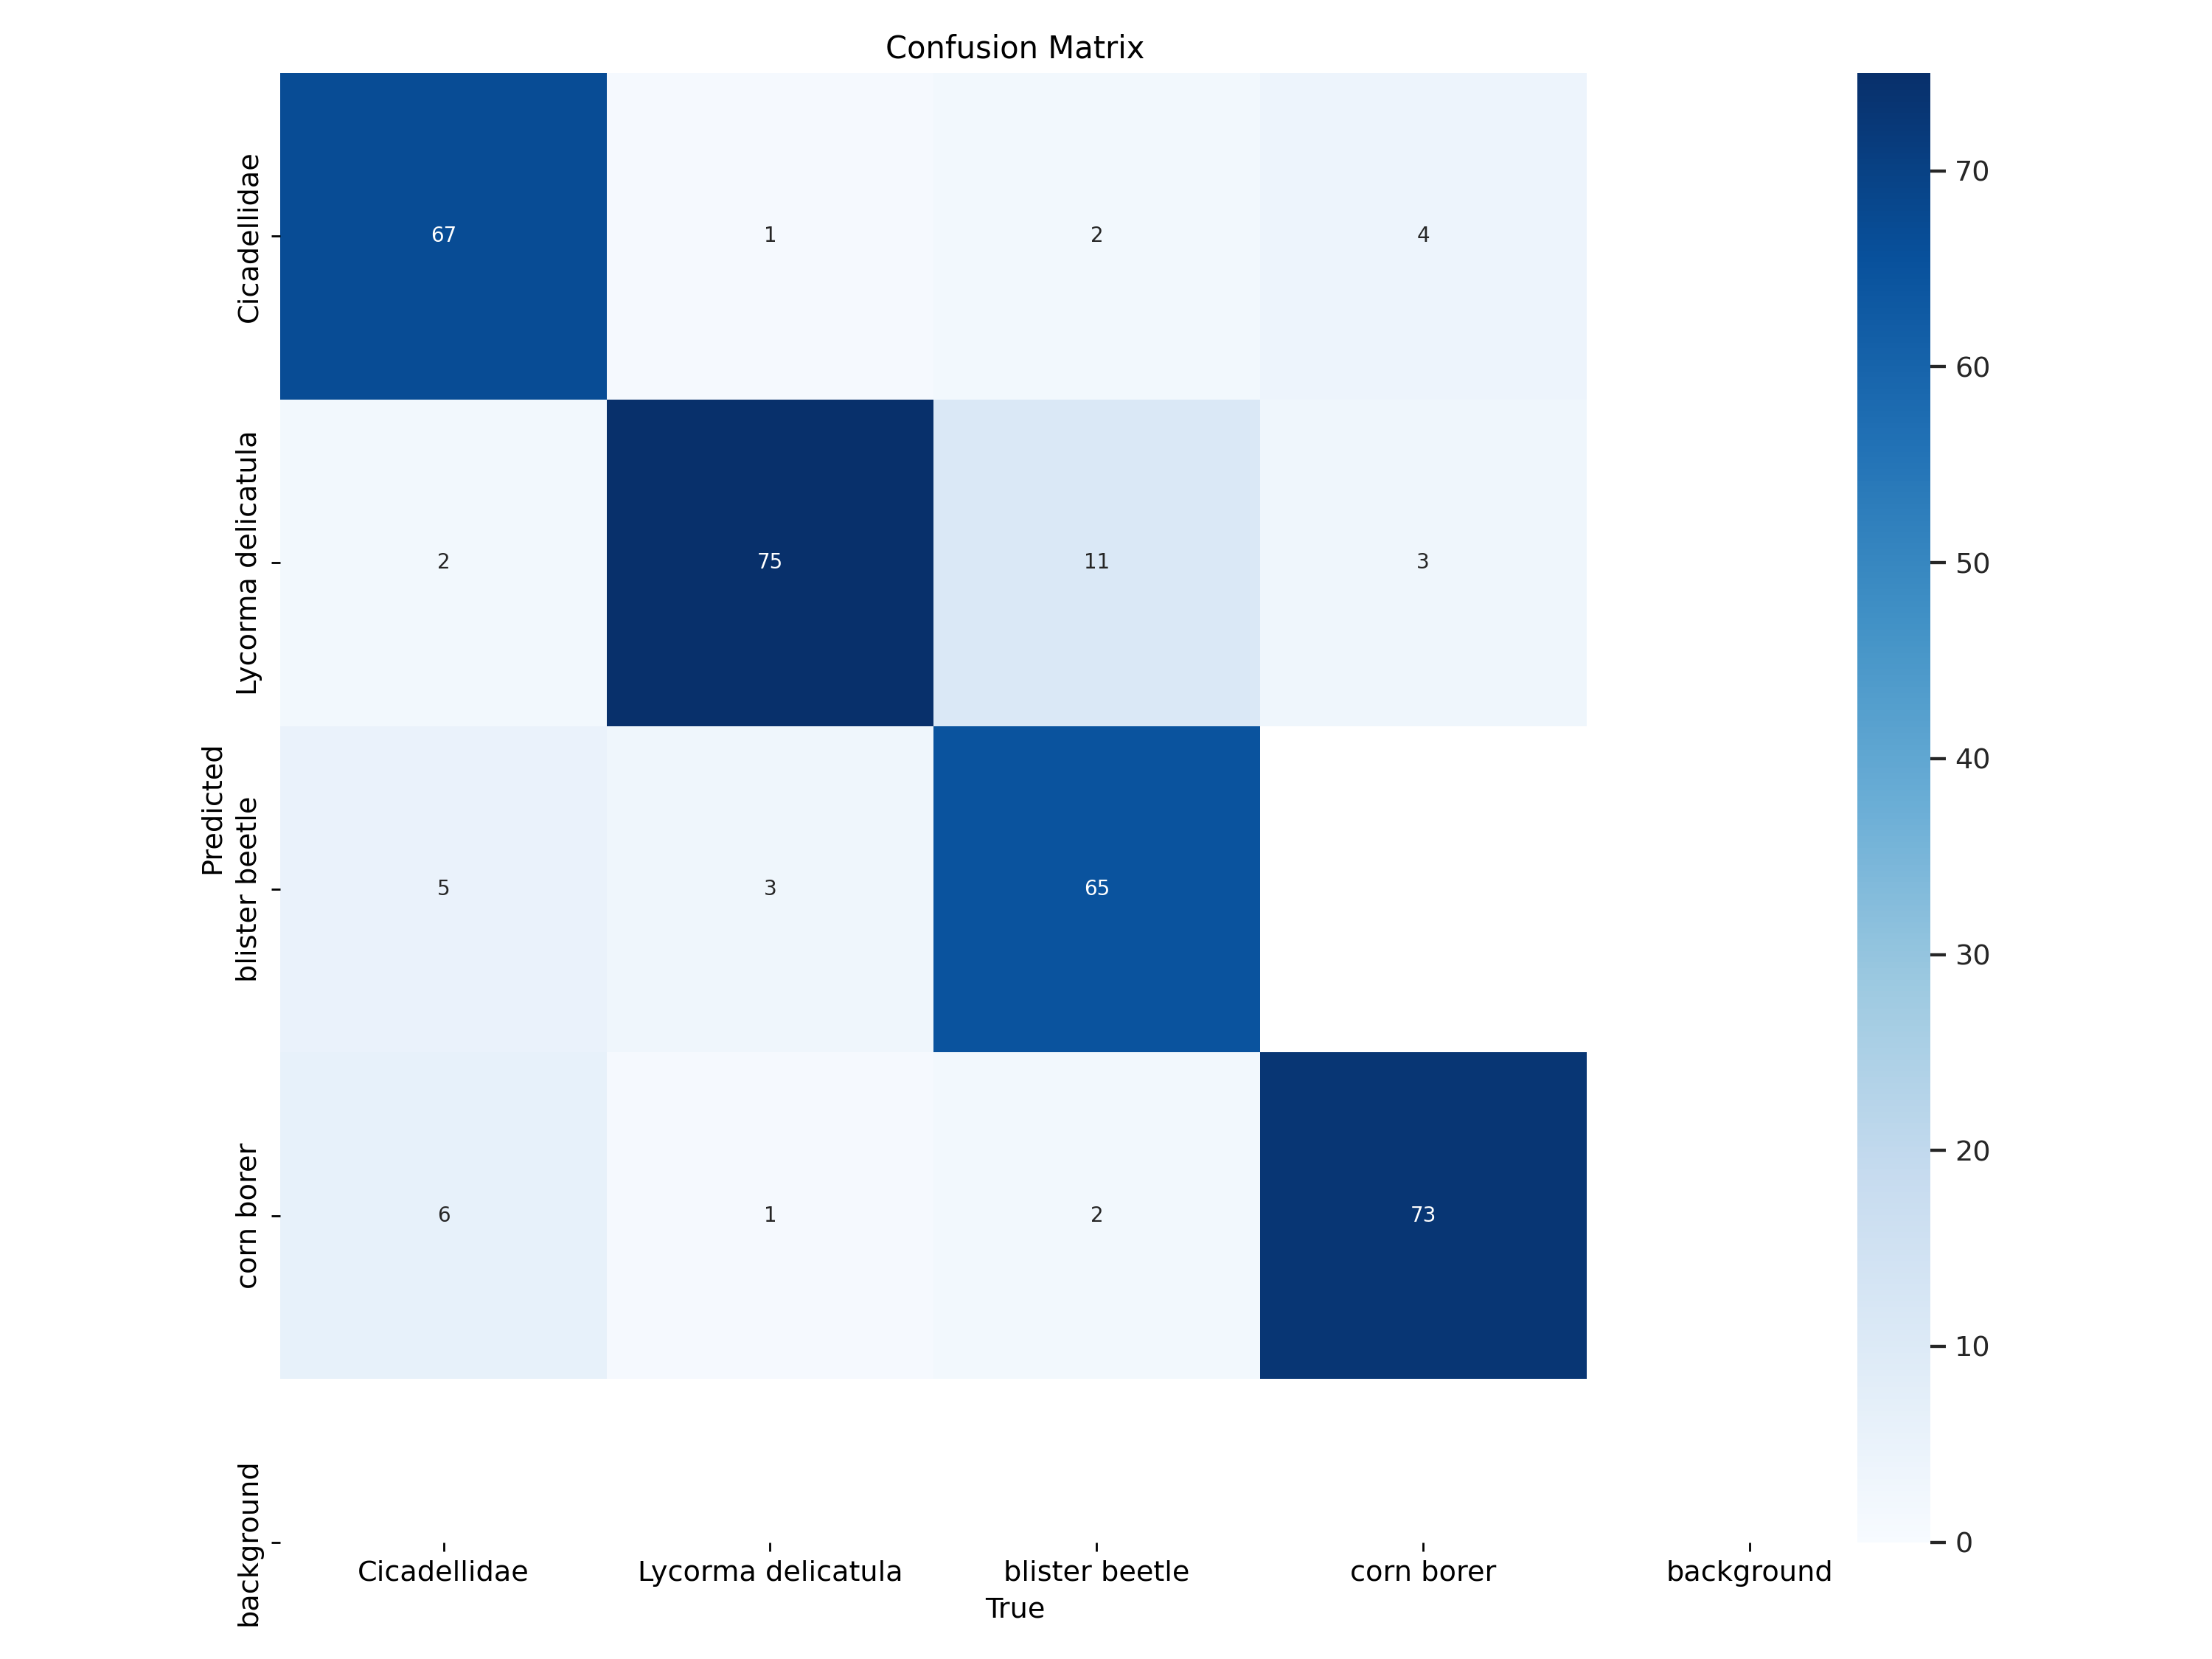 Confusion Matrix
Cicadellidae
67
1
2
4
70
60
Lycorma delicatula
2
75
11
3
50
40
Predicted
blister beetle
5
3
65
30
20
corn borer
6
1
2
73
10
0
background
Cicadellidae
Lycorma delicatula
blister beetle
corn borer
background
True